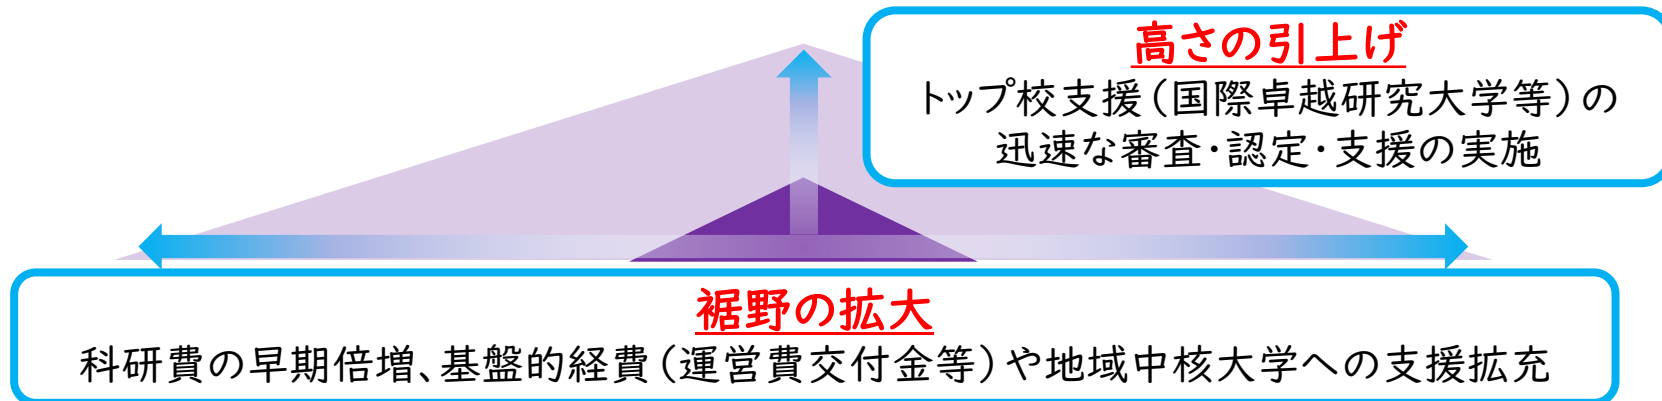 高さの引上げ
トップ校支援(国際卓越研究大学等)の
迅速な審査・認定・支援の実施
裾野の拡大
科研費の早期倍増、基盤的経費(運営費交付金等)や地域中核大学への支援拡充